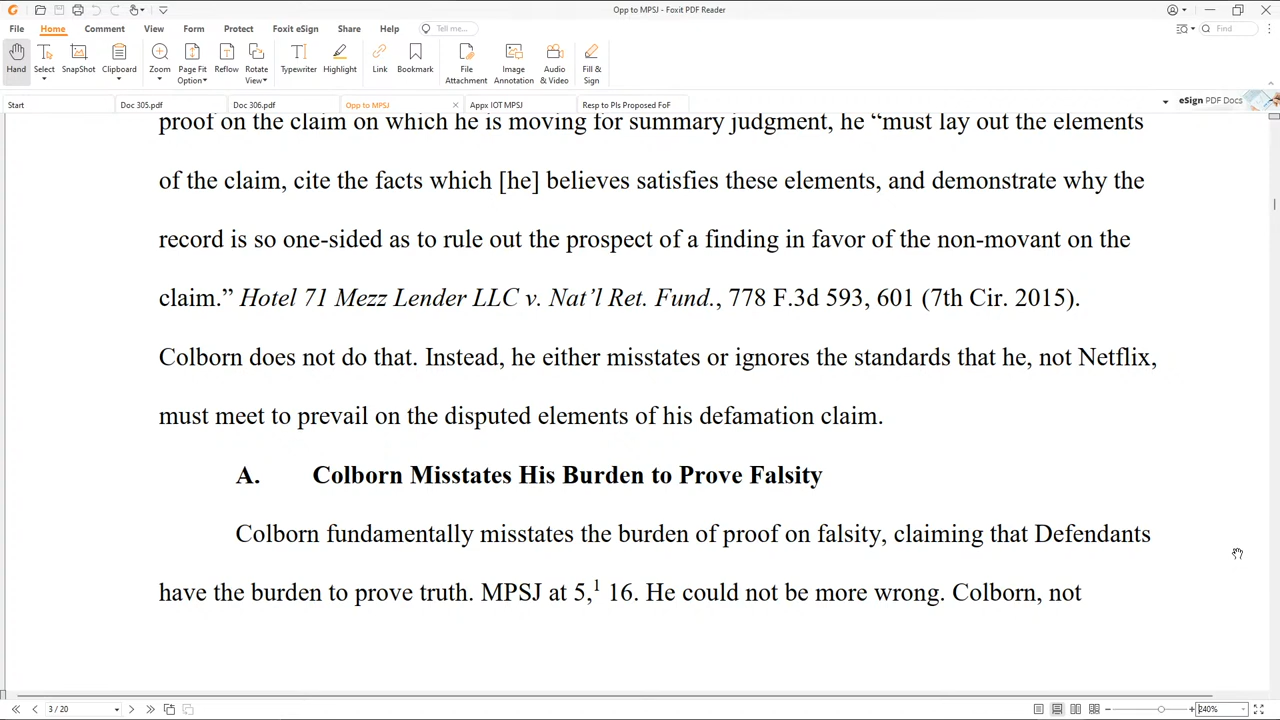 Opp to MPSJ - Foxit PDF Reader
File Home Comment View Form Protect Foxit eSign Share Help Tell me... Find
Hand Select SnapShot Clipboard Zoom Page Fit Option Reflow Rotate View Typewriter Highlight Link Bookmark File Attachment Image Annotation Audio & Video Fill & Sign
Start Doc 305.pdf Doc 306.pdf Opp to MPSJ Appx IOT MPSJ Resp to Pls Proposed FoF eSign PDF Docs
proof on the claim on which he is moving for summary judgment, he “must lay out the elements
of the claim, cite the facts which [he] believes satisfies these elements, and demonstrate why the
record is so one-sided as to rule out the prospect of a finding in favor of the non-movant on the
claim.” Hotel 71 Mezz Lender LLC v. Nat’l Ret. Fund., 778 F.3d 593, 601 (7th Cir. 2015).
Colborn does not do that. Instead, he either misstates or ignores the standards that he, not Netflix,
must meet to prevail on the disputed elements of his defamation claim.
A. Colborn Misstates His Burden to Prove Falsity
Colborn fundamentally misstates the burden of proof on falsity, claiming that Defendants
have the burden to prove truth. MPSJ at 5,1 16. He could not be more wrong. Colborn, not
3 / 20 240%